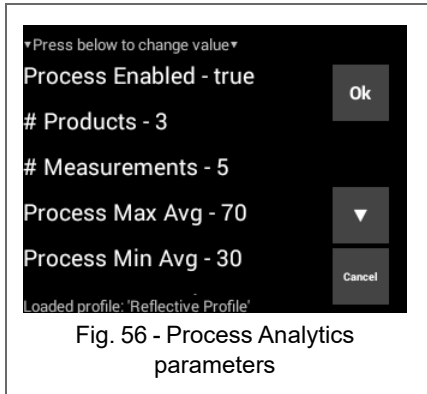 ▾Press below to change value▾
Process Enabled - true
Ok
# Products - 3
# Measurements - 5
Process Max Avg - 70
▼
Process Min Avg - 30
Cancel
Loaded profile: 'Reflective Profile'
Fig. 56 - Process Analytics
parameters